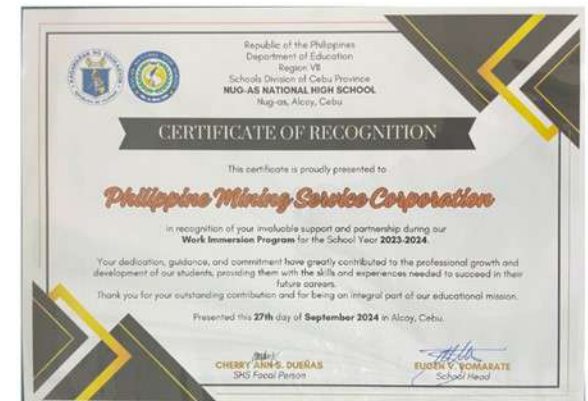 Republic of the Philippines
Department of Education
Region VII
Schools Division of Cebu Province
NUG-AS NATIONAL HIGH SCHOOL
Nug-as, Alcoy, Cebu
CERTIFICATE OF RECOGNITION
This certificate is proudly presented to
Philippine Mining Service Corporation
in recognition of your invaluable support and partnership during our
Work Immersion Program for the School Year 2023-2024.
Your dedication, guidance, and commitment have greatly contributed to the professional growth and
development of our students, providing them with the skills and experiences needed to succeed in their
future careers.
Thank you for your outstanding contribution and for being an integral part of our educational mission.
Presented this 27th day of September 2024 in Alcoy, Cebu.
CHERRY ANN S. DUEÑAS
SHS Focal Person
EUGEN V. ROMARATE
School Head